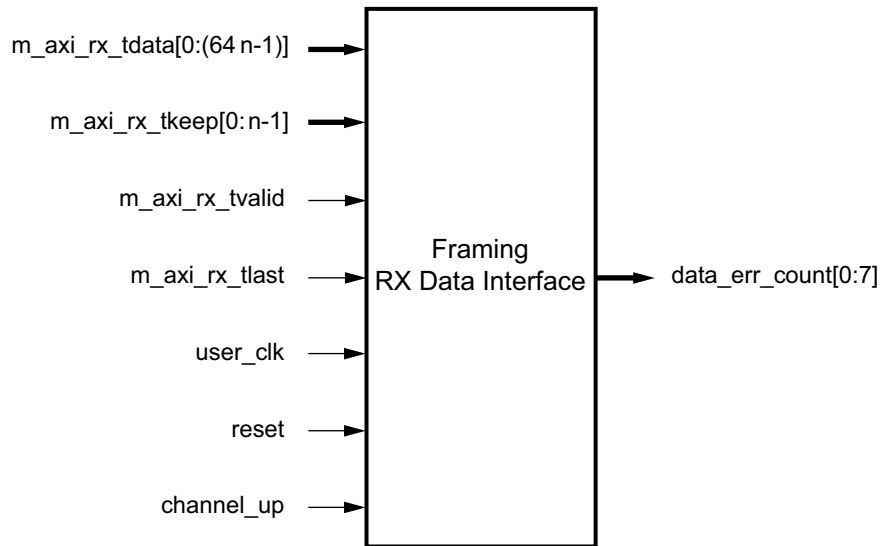 m_axi_rx_tdata[0:(64 n-1)]
m_axi_rx_tkeep[0: n-1]
m_axi_rx_tvalid
m_axi_rx_tlast
user_clk
reset
channel_up
Framing
RX Data Interface
data_err_count[0:7]